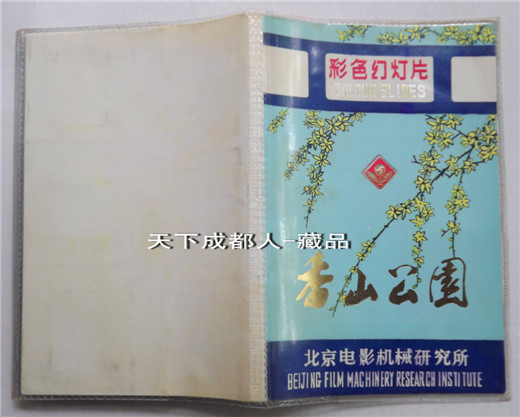 彩色幻灯片
COLOUR SLIDES
天下成都人-藏品
香山公園
北京电影机械研究所
BEIJING FILM MACHINERY RESEARCH INSTITUTE